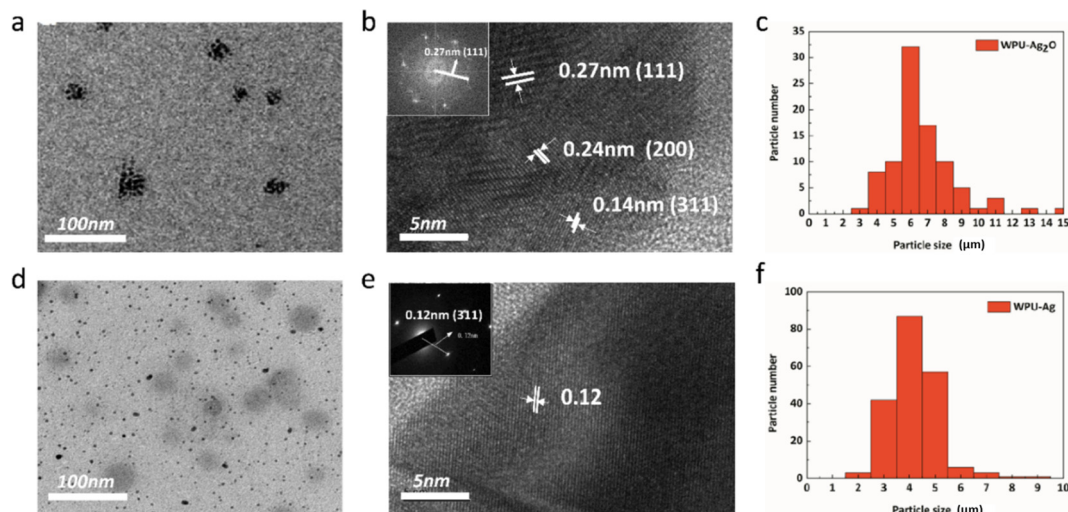 a
100nm
b
0.27nm (111)
0.27nm (111)
0.24nm (200)
0.14nm (311)
5nm
c
WPU-Ag₂O
Particle number
35
30
25
20
15
10
5
0
0 1 2 3 4 5 6 7 8 9 10 11 12 13 14 15
Particle size (μm)
d
100nm
e
0.12nm (311)
0.12nm
0.12
5nm
f
WPU-Ag
Particle number
100
80
60
40
20
0
0 1 2 3 4 5 6 7 8 9 10
Particle size (μm)